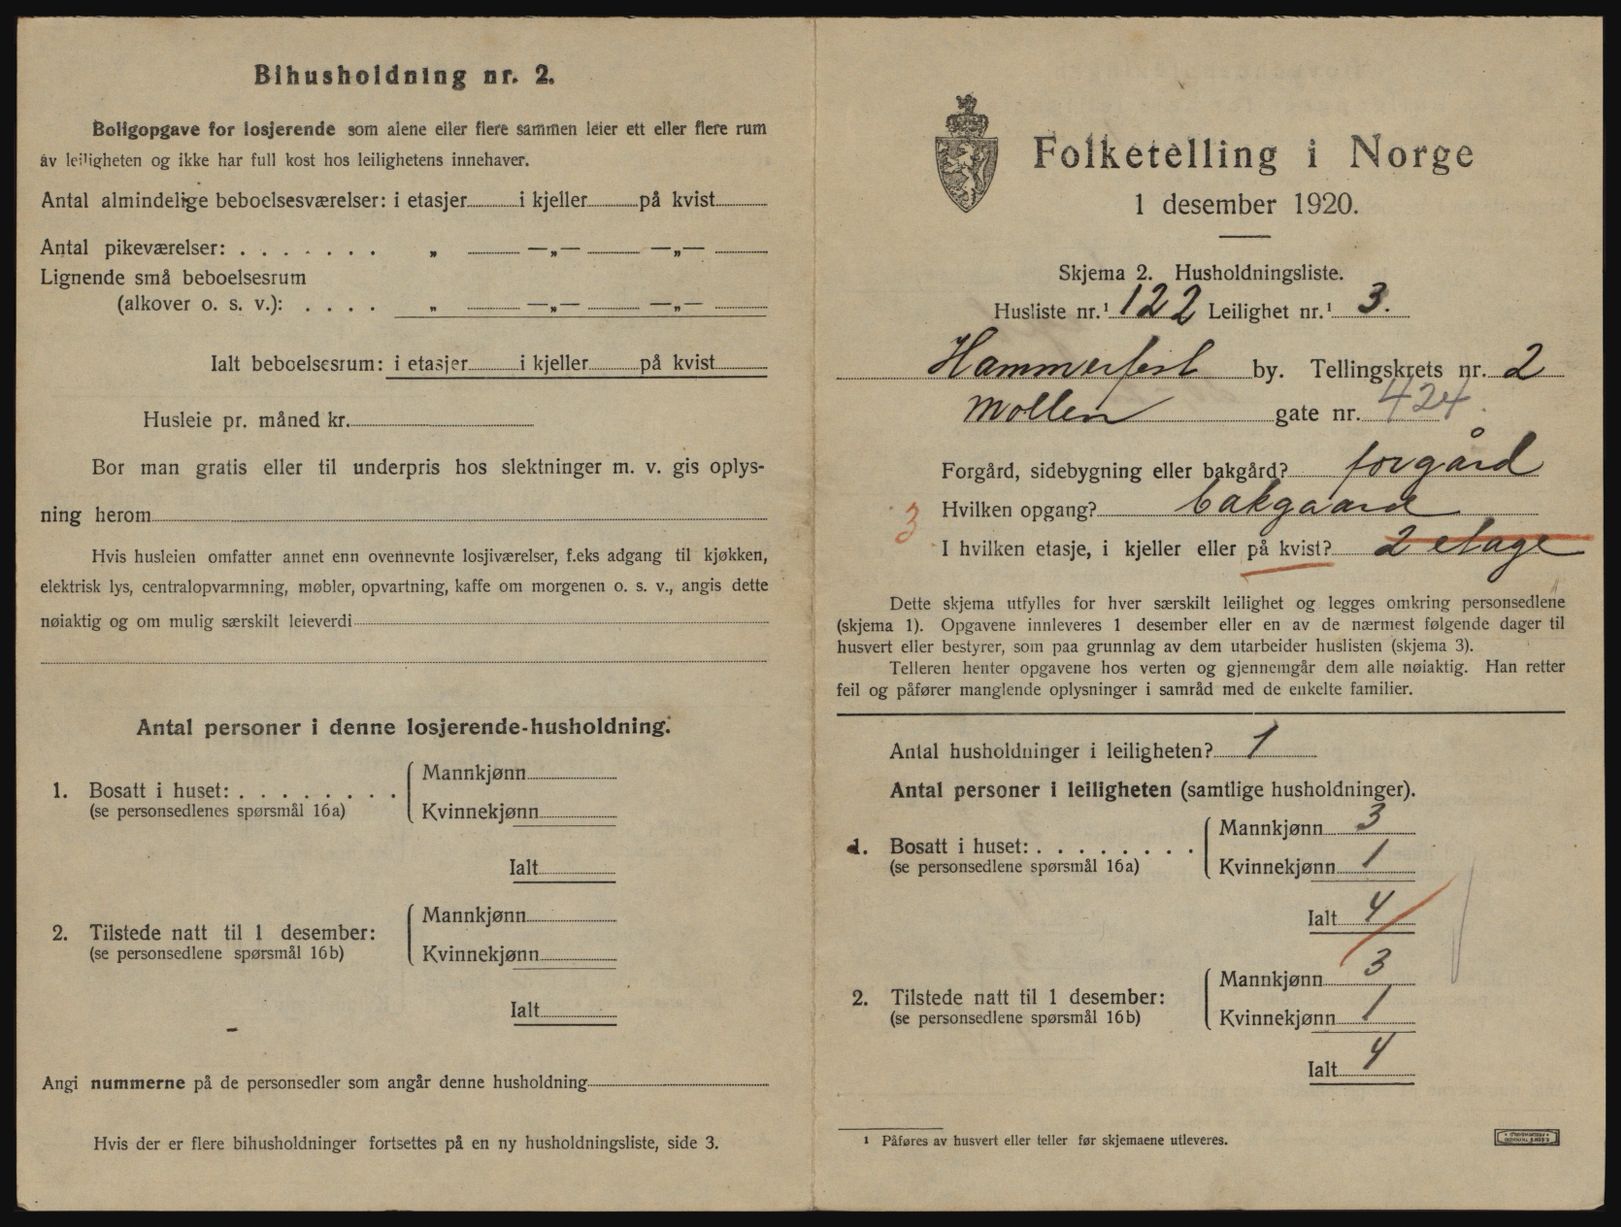 Bihusholdning nr. 2.
Boligopgave for losjerende som alene eller flere sammen leier ett eller flere rum
av leiligheten og ikke har full kost hos leilighetens innehaver.
Antal almindelige beboelsesværelser: i etasjer i kjeller på kvist
Antal pikeværelser: . . . . . . . „ —„— —„—
Lignende små beboelsesrum
(alkover o. s. v.): . . . . „ —„— —„—
Ialt beboelsesrum: i etasjer i kjeller på kvist
Husleie pr. måned kr.
Bor man gratis eller til underpris hos slektninger m. v. gis oplys-
ning herom
Hvis husleien omfatter annet enn ovennevnte losjiværelser, f.eks adgang til kjøkken,
elektrisk lys, centralopvarmning, møbler, opvartning, kaffe om morgenen o. s. v., angis dette
nøiaktig og om mulig særskilt leieverdi
Antal personer i denne losjerende-husholdning.
1. Bosatt i huset: . . . . . . . .
(se personsedlenes spørsmål 16a)
Mannkjønn
Kvinnekjønn
Ialt
2. Tilstede natt til 1 desember:
(se personsedlene spørsmål 16b)
Mannkjønn
Kvinnekjønn
Ialt
Angi nummerne på de personsedler som angår denne husholdning
Hvis der er flere bihusholdninger fortsettes på en ny husholdningsliste, side 3.
Folketelling i Norge
1 desember 1920.
Skjema 2. Husholdningsliste.
Husliste nr.¹ 122 Leilighet nr.¹ 3.
Hammerfest by. Tellingskrets nr. 2
Mollen gate nr. 424.
Forgård, sidebygning eller bakgård? forgård
3 Hvilken opgang? bakgaard
I hvilken etasje, i kjeller eller på kvist? 2 etage
Dette skjema utfylles for hver særskilt leilighet og legges omkring personsedlene
(skjema 1). Opgavene innleveres 1 desember eller en av de nærmest følgende dager til
husvert eller bestyrer, som paa grunnlag av dem utarbeider huslisten (skjema 3).
Telleren henter opgavene hos verten og gjennemgår dem alle nøiaktig. Han retter
feil og påfører manglende oplysninger i samråd med de enkelte familier.
Antal husholdninger i leiligheten? 1
Antal personer i leiligheten (samtlige husholdninger).
1. Bosatt i huset: . . . . . . . .
(se personsedlene spørsmål 16a)
Mannkjønn 3
Kvinnekjønn 1
Ialt 4
2. Tilstede natt til 1 desember:
(se personsedlene spørsmål 16b)
Mannkjønn 3
Kvinnekjønn 1
Ialt 4
¹ Påføres av husvert eller teller før skjemaene utleveres.